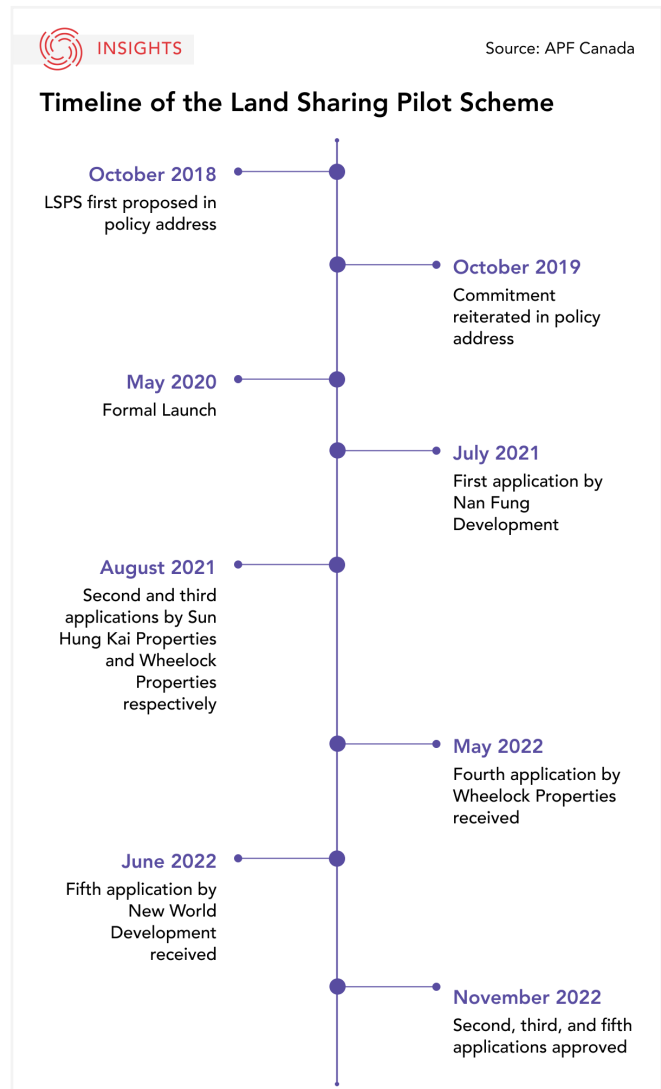 INSIGHTS
Source: APF Canada
Timeline of the Land Sharing Pilot Scheme
October 2018
LSPS first proposed in
policy address
October 2019
Commitment
reiterated in policy
address
May 2020
Formal Launch
July 2021
First application by
Nan Fung
Development
August 2021
Second and third
applications by Sun
Hung Kai Properties
and Wheelock
Properties
respectively
May 2022
Fourth application by
Wheelock Properties
received
June 2022
Fifth application by
New World
Development
received
November 2022
Second, third, and fifth
applications approved